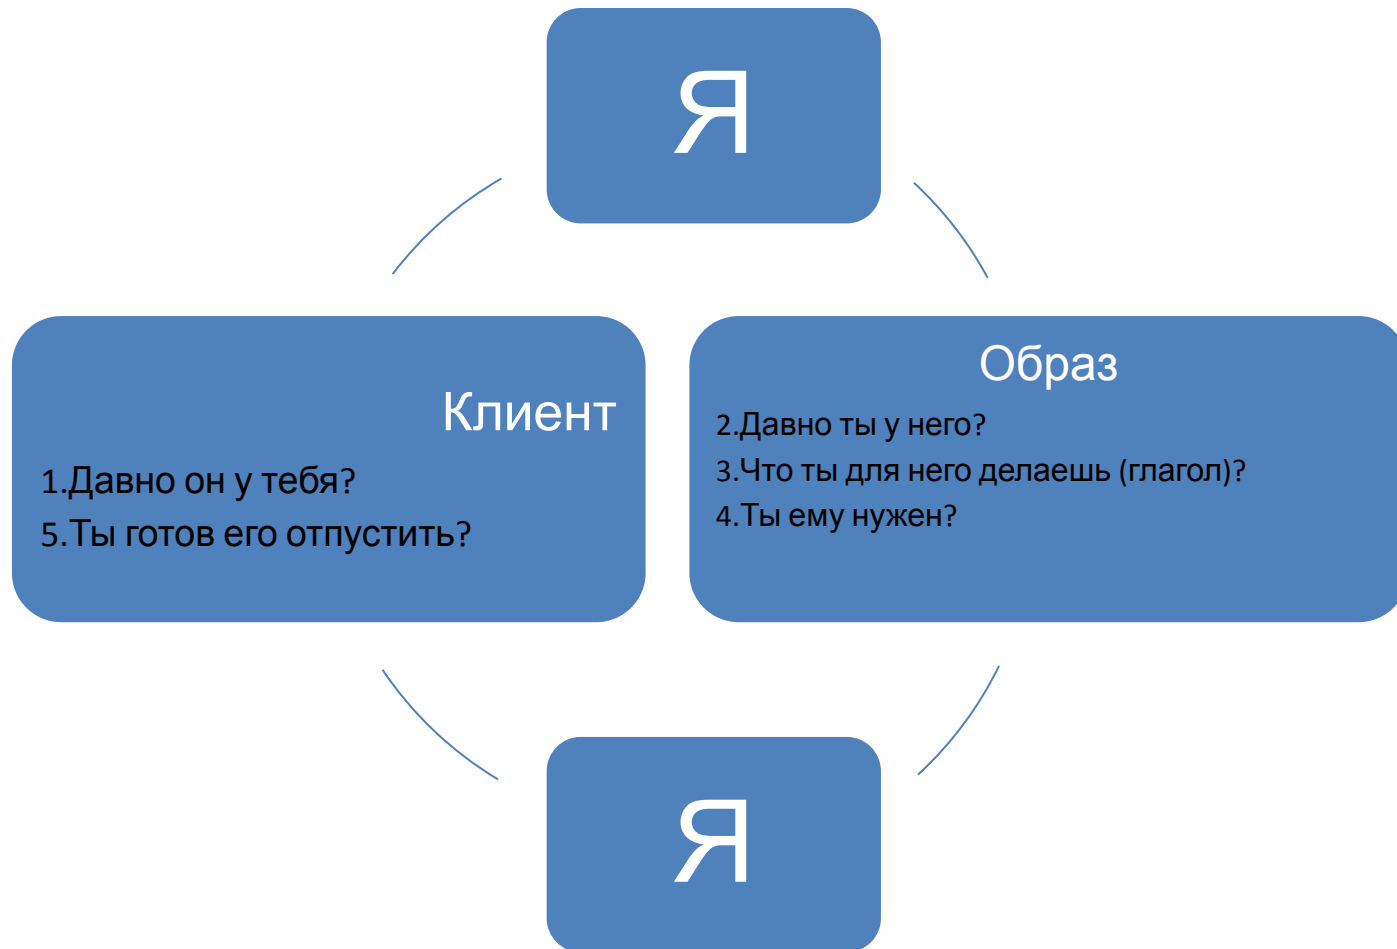 Я
Клиент
1.Давно он у тебя?
5.Ты готов его отпустить?
Образ
2.Давно ты у него?
3.Что ты для него делаешь (глагол)?
4.Ты ему нужен?
Я